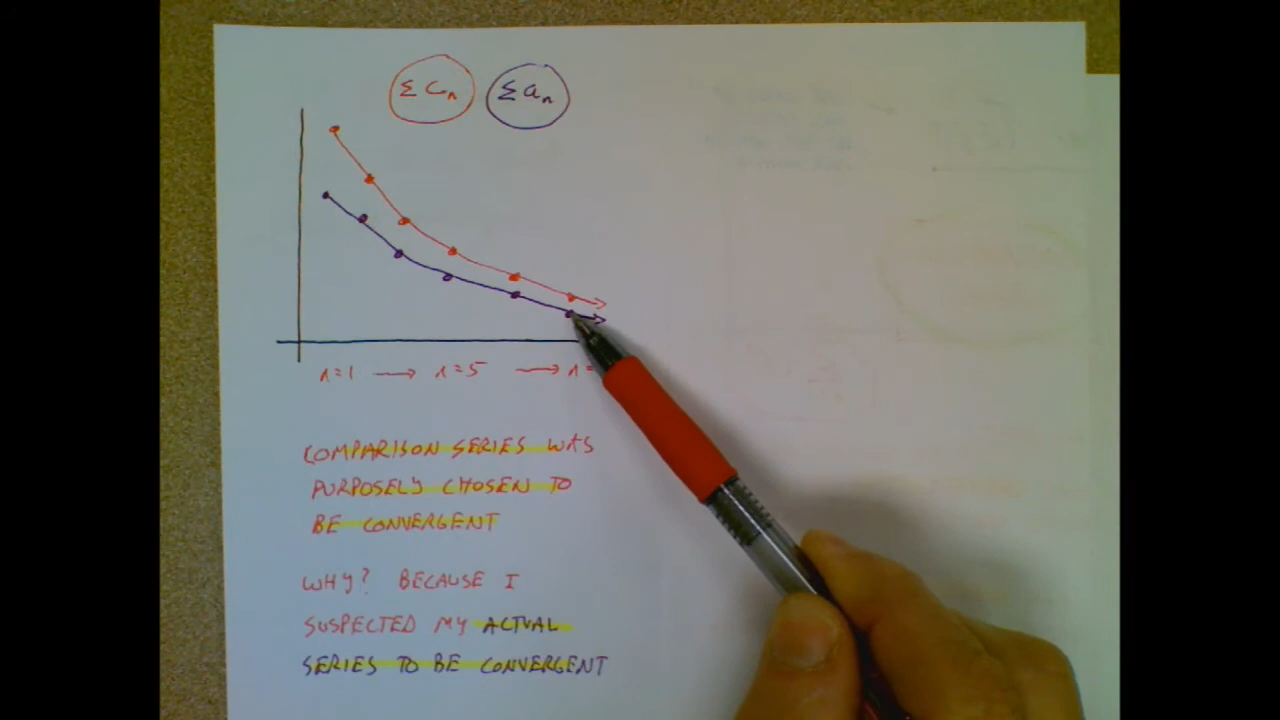 Σ Cₙ Σ aₙ
n=1 → n=5 → n=
COMPARISON SERIES WAS
PURPOSELY CHOSEN TO
BE CONVERGENT
WHY? BECAUSE I
SUSPECTED MY ACTUAL
SERIES TO BE CONVERGENT